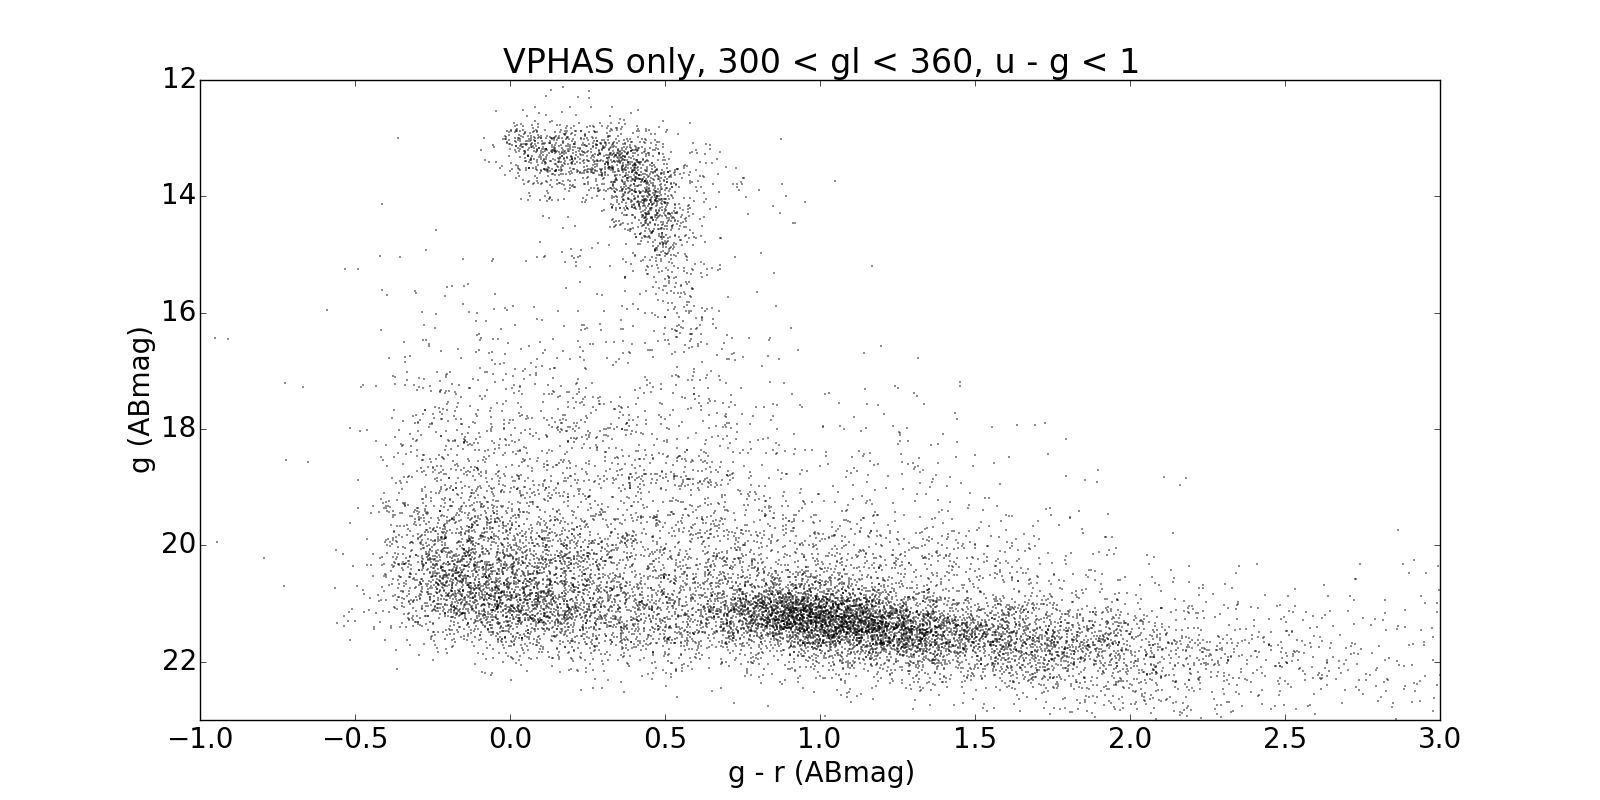 VPHAS only, 300 < gl < 360, u - g < 1
12
14
16
18
20
22
g (ABmag)
−1.0 −0.5 0.0 0.5 1.0 1.5 2.0 2.5 3.0
g - r (ABmag)